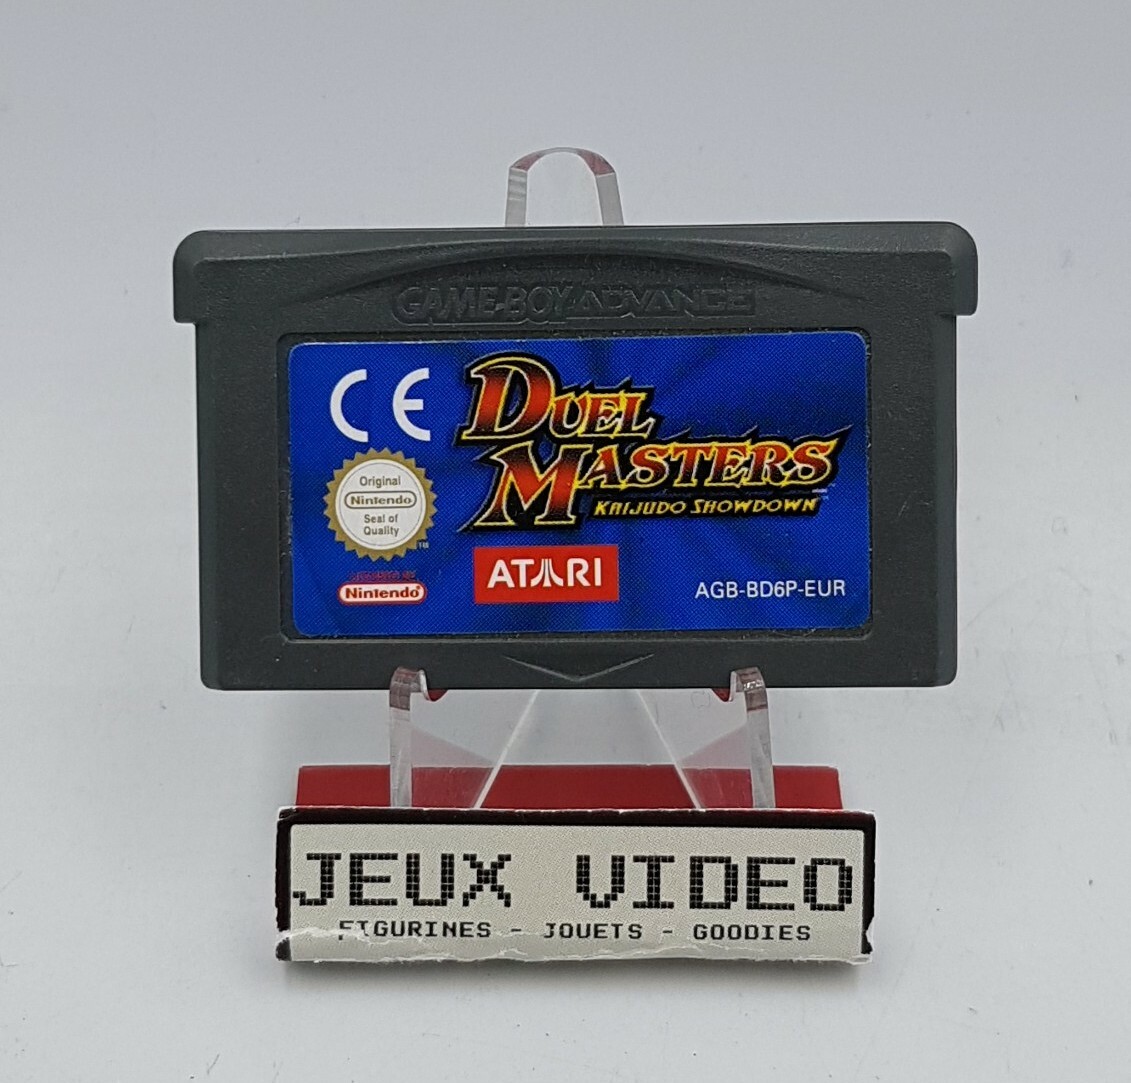 GAME BOY ADVANCE
CE
DUEL
MASTERS
KAIJUDO SHOWDOWN
Original
Nintendo
Seal of
Quality
TM
Nintendo®
ATARI
AGB-BD6P-EUR
JEUX VIDEO
FIGURINES - JOUETS - GOODIES